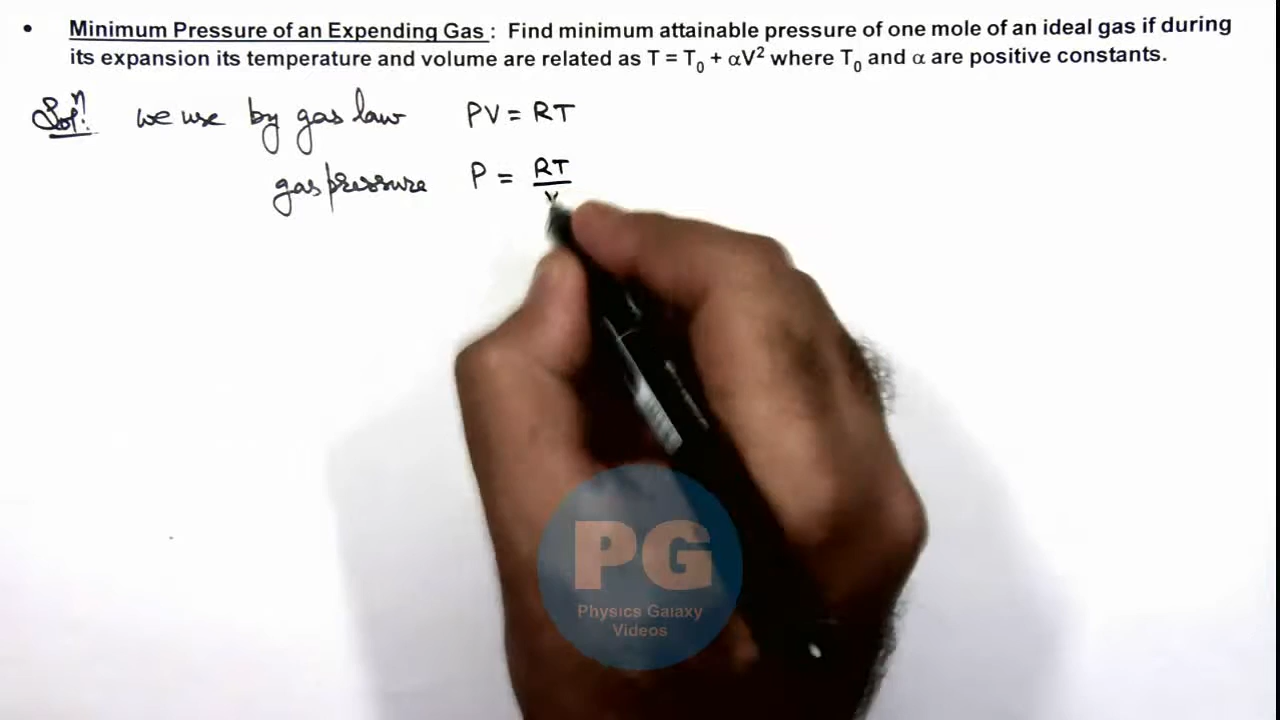 • Minimum Pressure of an Expending Gas : Find minimum attainable pressure of one mole of an ideal gas if during
its expansion its temperature and volume are related as T = T₀ + αV² where T₀ and α are positive constants.
Solⁿ: we use by gas law PV = RT
gas pressure P = RT/V
PG
Physics Galaxy
Videos